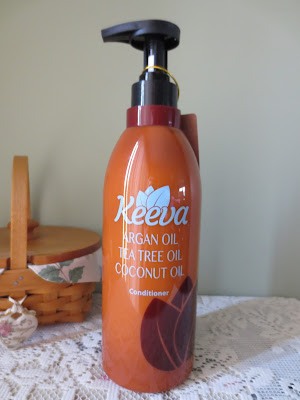 Keeva
ARGAN OIL
TEA TREE OIL
COCONUT OIL
Conditioner